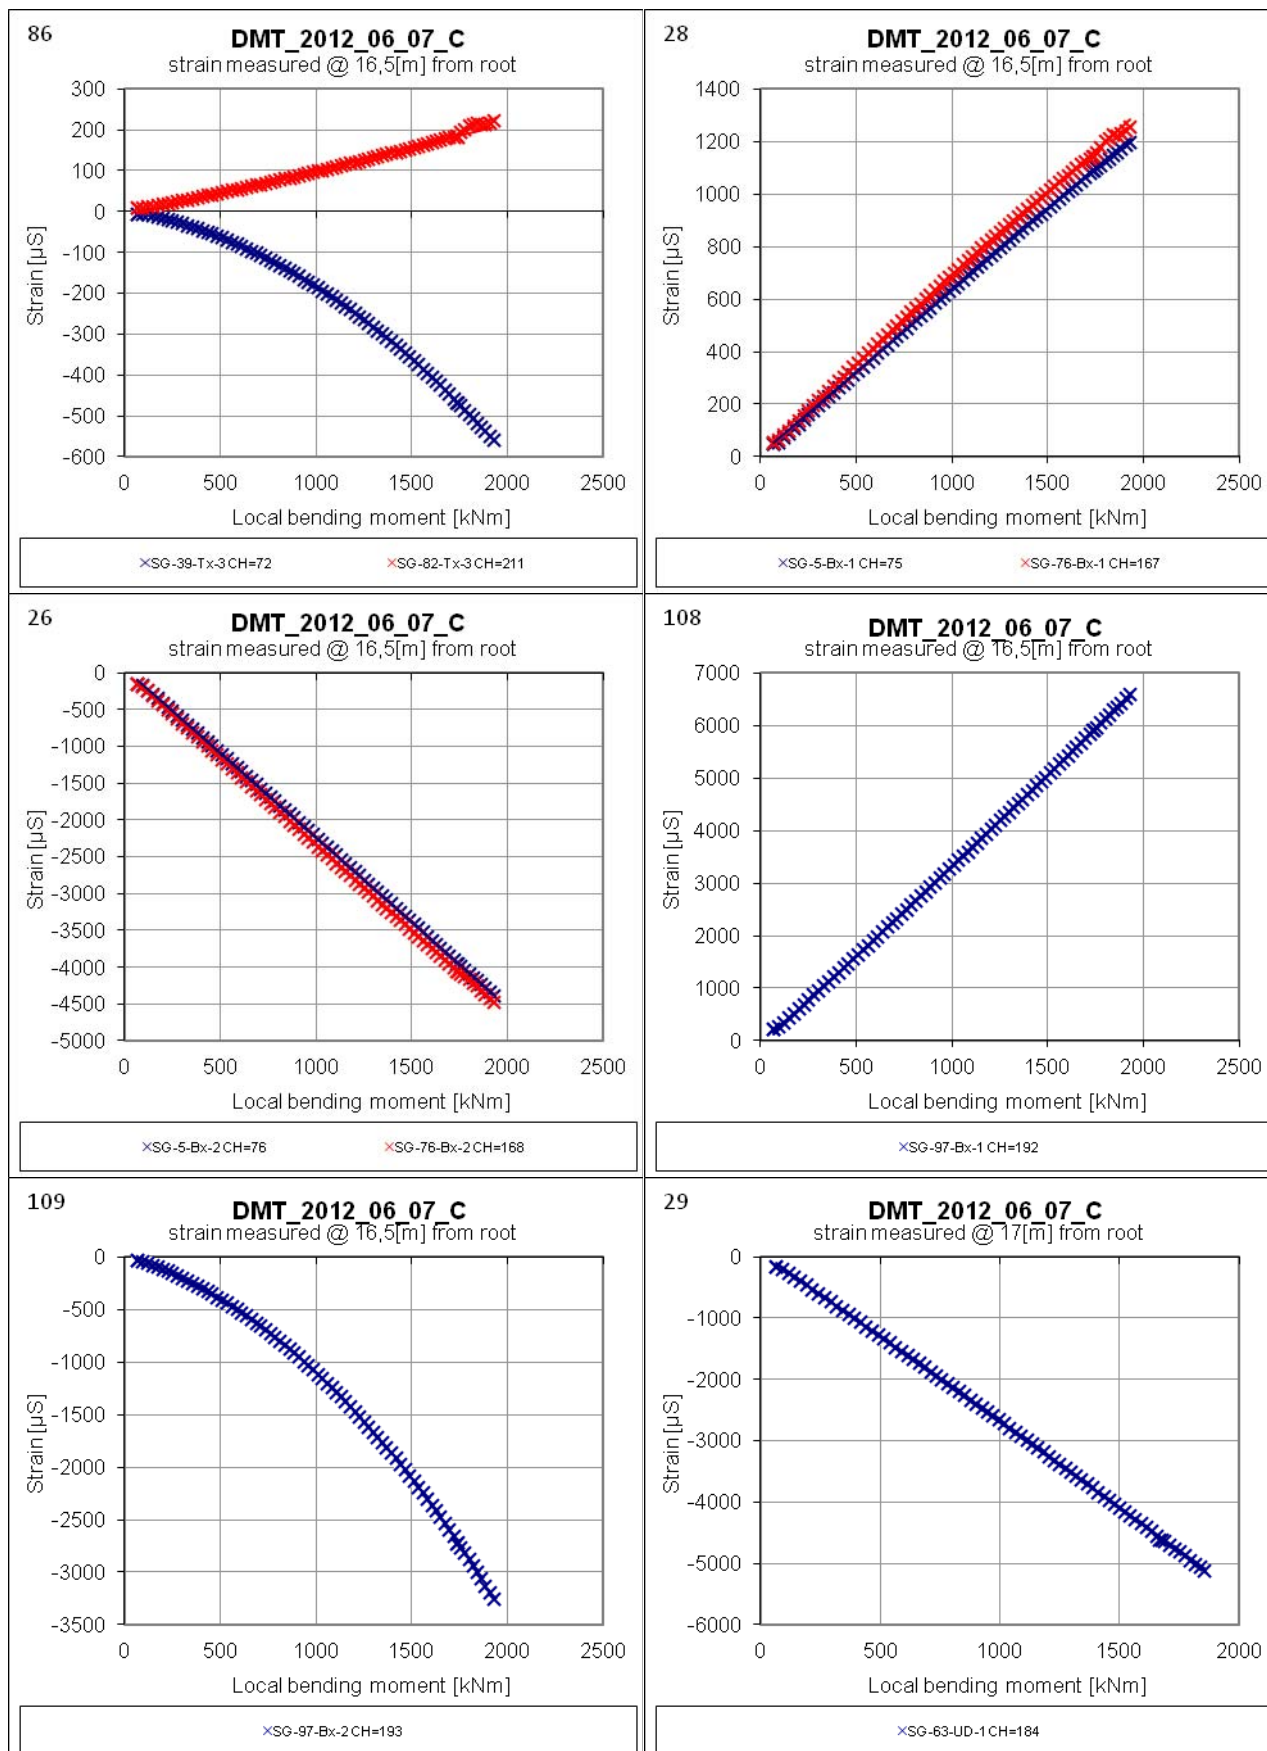 86
DMT_2012_06_07_C
strain measured @ 16,5[m] from root
300
200
100
0
-100
-200
-300
-400
-500
-600
Strain [µS]
0 500 1000 1500 2000 2500
Local bending moment [kNm]
×SG-39-Tx-3 CH=72 ×SG-82-Tx-3 CH=211
28
DMT_2012_06_07_C
strain measured @ 16,5[m] from root
1400
1200
1000
800
600
400
200
0
Strain [µS]
0 500 1000 1500 2000 2500
Local bending moment [kNm]
×SG-5-Bx-1 CH=75 ×SG-76-Bx-1 CH=167
26
DMT_2012_06_07_C
strain measured @ 16,5[m] from root
0
-500
-1000
-1500
-2000
-2500
-3000
-3500
-4000
-4500
-5000
Strain [µS]
0 500 1000 1500 2000 2500
Local bending moment [kNm]
×SG-5-Bx-2 CH=76 ×SG-76-Bx-2 CH=168
108
DMT_2012_06_07_C
strain measured @ 16,5[m] from root
7000
6000
5000
4000
3000
2000
1000
0
Strain [µS]
0 500 1000 1500 2000 2500
Local bending moment [kNm]
×SG-97-Bx-1 CH=192
109
DMT_2012_06_07_C
strain measured @ 16,5[m] from root
0
-500
-1000
-1500
-2000
-2500
-3000
-3500
Strain [µS]
0 500 1000 1500 2000 2500
Local bending moment [kNm]
×SG-97-Bx-2 CH=193
29
DMT_2012_06_07_C
strain measured @ 17[m] from root
0
-1000
-2000
-3000
-4000
-5000
-6000
Strain [µS]
0 500 1000 1500 2000
Local bending moment [kNm]
×SG-63-UD-1 CH=184